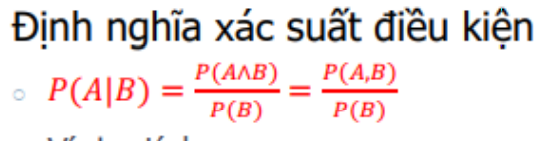 Định nghĩa xác suất điều kiện
○ P(A|B) = P(A∧B)/P(B) = P(A,B)/P(B)